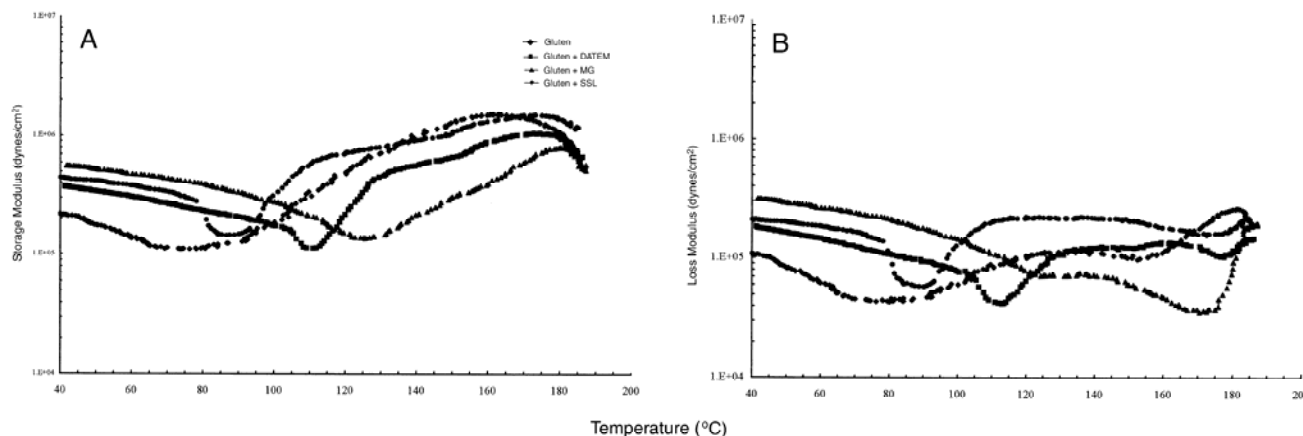 A
Storage Modulus (dynes/cm²)
1.E+07
1.E+06
1.E+05
1.E+04
40 60 80 100 120 140 160 180 200
Gluten
Gluten + DATEM
Gluten + MG
Gluten + SSL
B
Loss Modulus (dynes/cm²)
1.E+07
1.E+06
1.E+05
1.E+04
40 60 80 100 120 140 160 180 20
Temperature (°C)